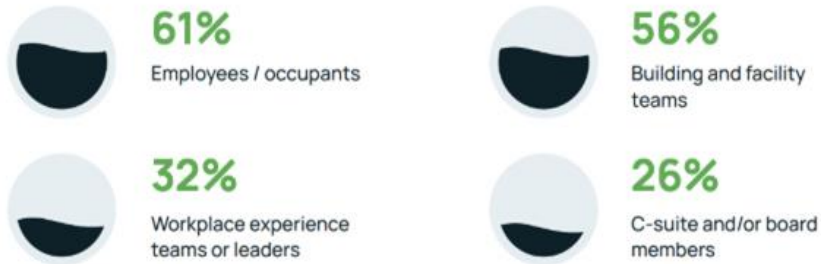 61%
Employees / occupants
56%
Building and facility
teams
32%
Workplace experience
teams or leaders
26%
C-suite and/or board
members